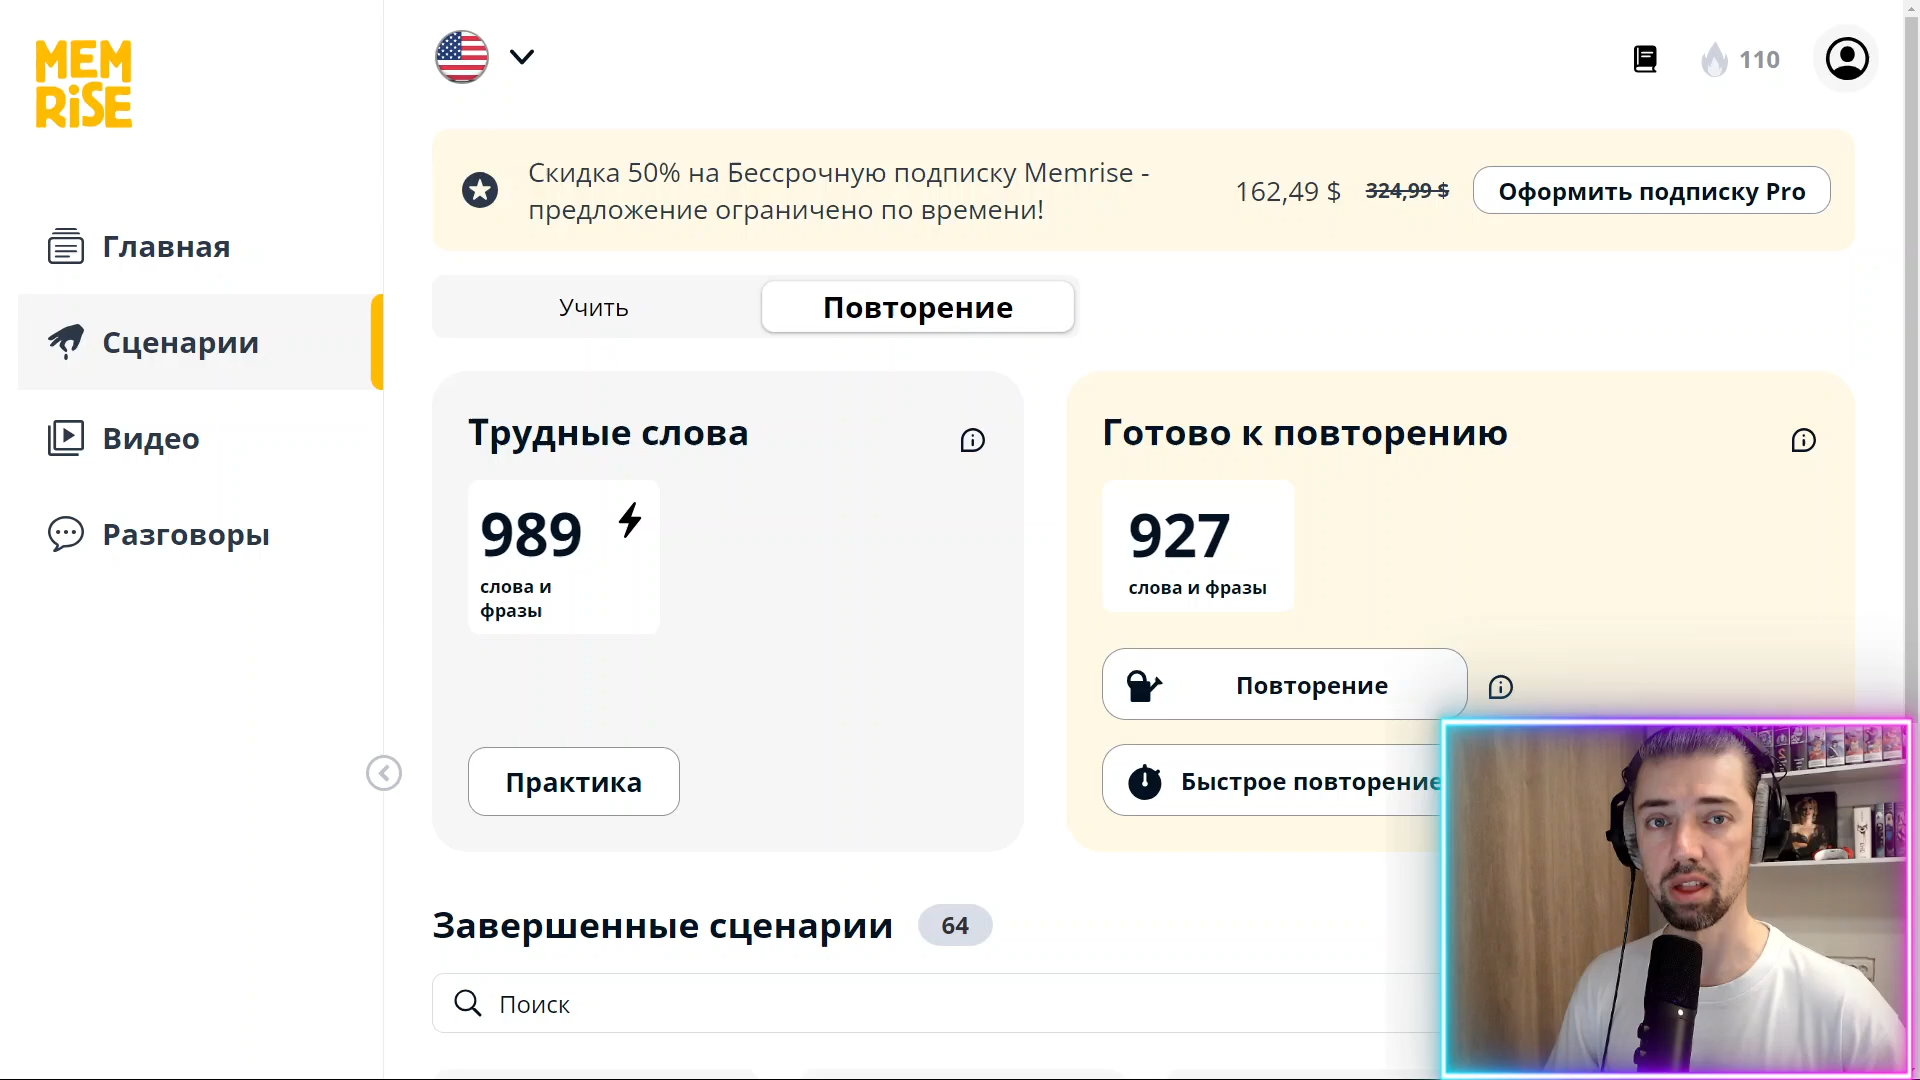 MEM
RiSE
110
Скидка 50% на Бессрочную подписку Memrise -
предложение ограничено по времени!
162,49 $ 324,99 $ Оформить подписку Pro
Главная
Сценарии
Видео
Разговоры
Учить Повторение
Трудные слова
989
слова и
фразы
Практика
Готово к повторению
927
слова и фразы
Повторение
Быстрое повторение
Завершенные сценарии 64
Поиск